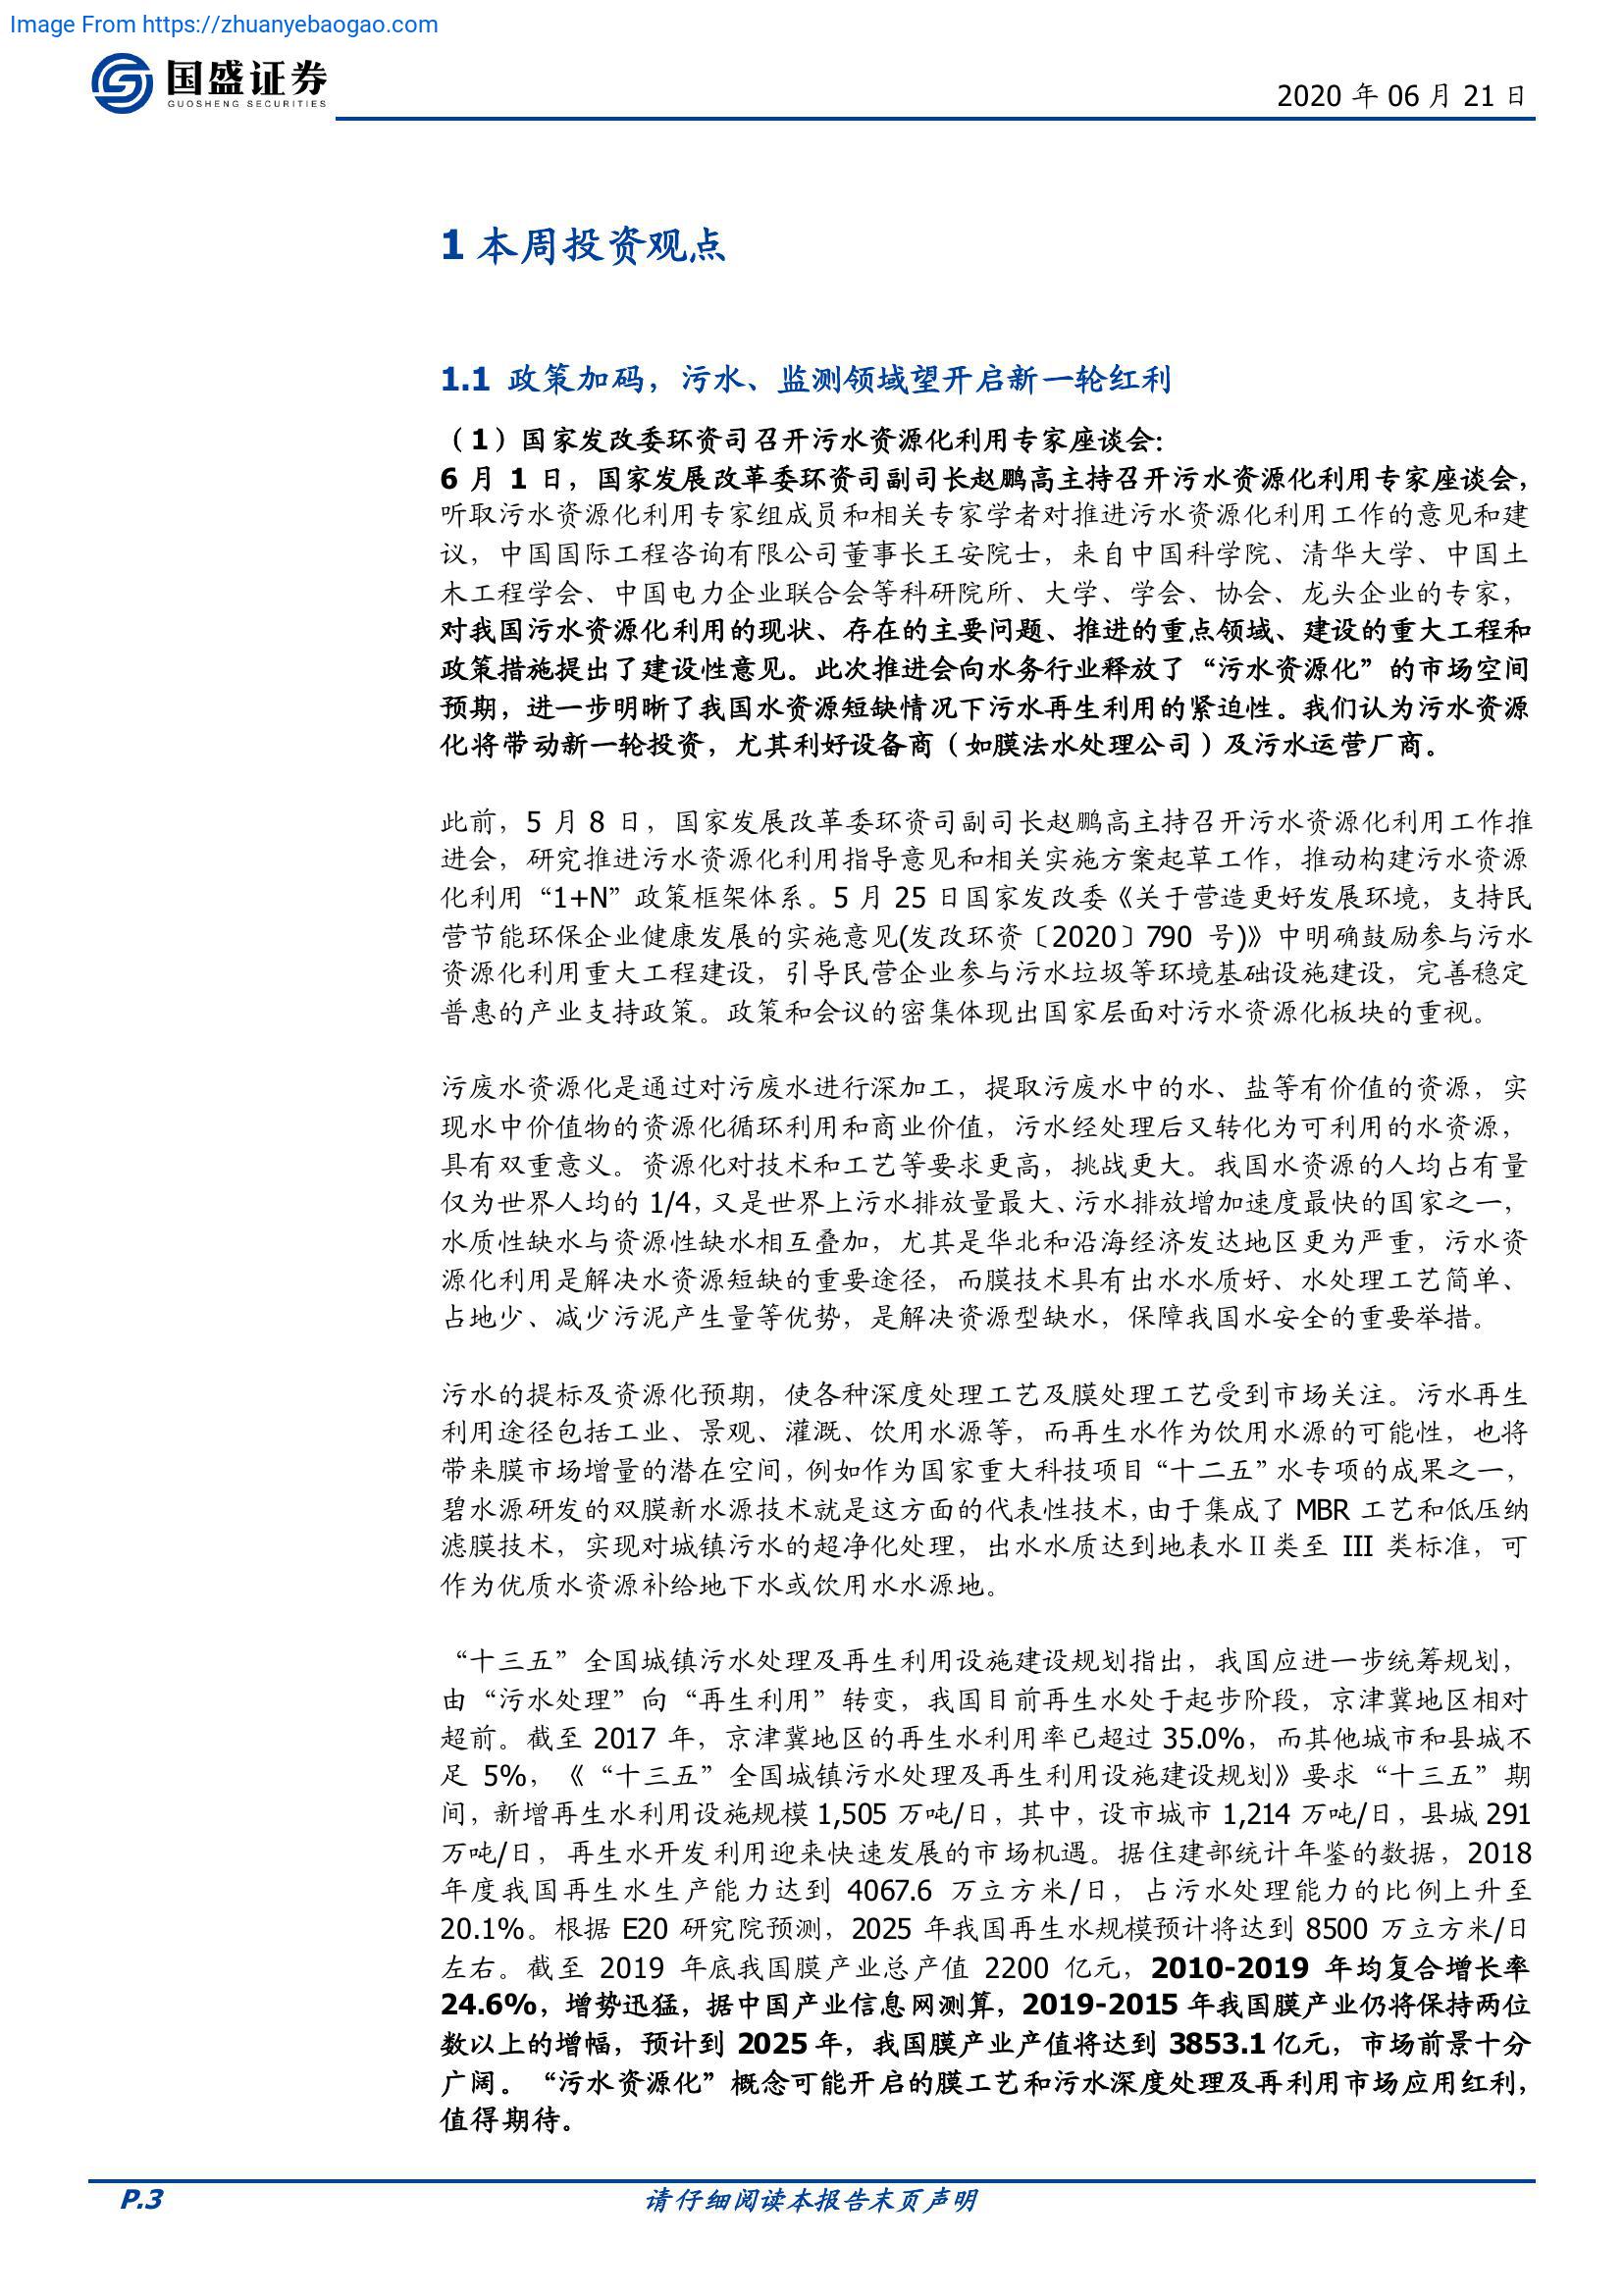 Image From https://zhuanyebaogao.com
国盛证券
GUOSHENG SECURITIES
2020 年 06 月 21 日
1 本周投资观点
1.1 政策加码，污水、监测领域望开启新一轮红利
（1）国家发改委环资司召开污水资源化利用专家座谈会：
6 月 1 日，国家发展改革委环资司副司长赵鹏高主持召开污水资源化利用专家座谈会，
听取污水资源化利用专家组成员和相关专家学者对推进污水资源化利用工作的意见和建
议，中国国际工程咨询有限公司董事长王安院士，来自中国科学院、清华大学、中国土
木工程学会、中国电力企业联合会等科研院所、大学、学会、协会、龙头企业的专家，
对我国污水资源化利用的现状、存在的主要问题、推进的重点领域、建设的重大工程和
政策措施提出了建设性意见。此次推进会向水务行业释放了“污水资源化”的市场空间
预期，进一步明晰了我国水资源短缺情况下污水再生利用的紧迫性。我们认为污水资源
化将带动新一轮投资，尤其利好设备商（如膜法水处理公司）及污水运营厂商。
此前，5 月 8 日，国家发展改革委环资司副司长赵鹏高主持召开污水资源化利用工作推
进会，研究推进污水资源化利用指导意见和相关实施方案起草工作，推动构建污水资源
化利用“1+N”政策框架体系。5 月 25 日国家发改委《关于营造更好发展环境，支持民
营节能环保企业健康发展的实施意见(发改环资〔2020〕790 号)》中明确鼓励参与污水
资源化利用重大工程建设，引导民营企业参与污水垃圾等环境基础设施建设，完善稳定
普惠的产业支持政策。政策和会议的密集体现出国家层面对污水资源化板块的重视。
污废水资源化是通过对污废水进行深加工，提取污废水中的水、盐等有价值的资源，实
现水中价值物的资源化循环利用和商业价值，污水经处理后又转化为可利用的水资源，
具有双重意义。资源化对技术和工艺等要求更高，挑战更大。我国水资源的人均占有量
仅为世界人均的 1/4，又是世界上污水排放量最大、污水排放增加速度最快的国家之一，
水质性缺水与资源性缺水相互叠加，尤其是华北和沿海经济发达地区更为严重，污水资
源化利用是解决水资源短缺的重要途径，而膜技术具有出水水质好、水处理工艺简单、
占地少、减少污泥产生量等优势，是解决资源型缺水，保障我国水安全的重要举措。
污水的提标及资源化预期，使各种深度处理工艺及膜处理工艺受到市场关注。污水再生
利用途径包括工业、景观、灌溉、饮用水源等，而再生水作为饮用水源的可能性，也将
带来膜市场增量的潜在空间，例如作为国家重大科技项目“十二五”水专项的成果之一，
碧水源研发的双膜新水源技术就是这方面的代表性技术，由于集成了 MBR 工艺和低压纳
滤膜技术，实现对城镇污水的超净化处理，出水水质达到地表水Ⅱ类至 III 类标准，可
作为优质水资源补给地下水或饮用水水源地。
“十三五”全国城镇污水处理及再生利用设施建设规划指出，我国应进一步统筹规划，
由“污水处理”向“再生利用”转变，我国目前再生水处于起步阶段，京津冀地区相对
超前。截至 2017 年，京津冀地区的再生水利用率已超过 35.0%，而其他城市和县城不
足 5%，《“十三五”全国城镇污水处理及再生利用设施建设规划》要求“十三五”期
间，新增再生水利用设施规模 1,505 万吨/日，其中，设市城市 1,214 万吨/日，县城 291
万吨/日，再生水开发利用迎来快速发展的市场机遇。据住建部统计年鉴的数据，2018
年度我国再生水生产能力达到 4067.6 万立方米/日，占污水处理能力的比例上升至
20.1%。根据 E20 研究院预测，2025 年我国再生水规模预计将达到 8500 万立方米/日
左右。截至 2019 年底我国膜产业总产值 2200 亿元，2010-2019 年均复合增长率
24.6%，增势迅猛，据中国产业信息网测算，2019-2015 年我国膜产业仍将保持两位
数以上的增幅，预计到 2025 年，我国膜产业产值将达到 3853.1 亿元，市场前景十分
广阔。“污水资源化”概念可能开启的膜工艺和污水深度处理及再利用市场应用红利，
值得期待。
P.3
请仔细阅读本报告末页声明